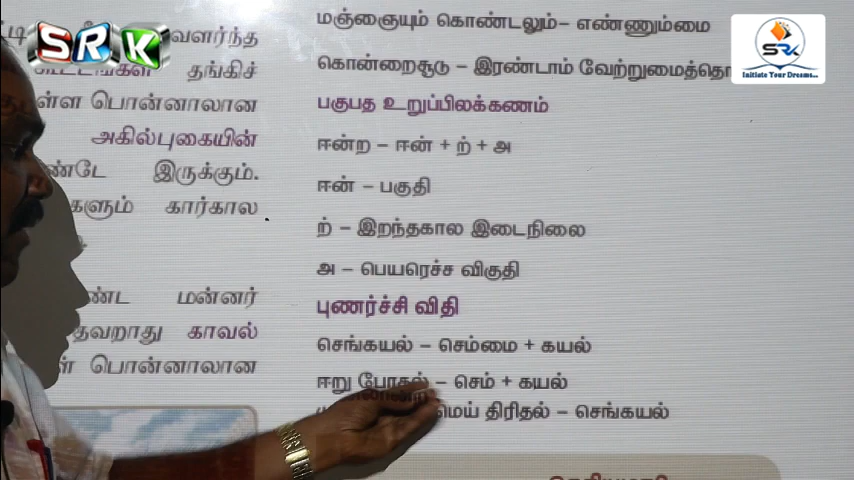 SRK
வளர்ந்த
தங்கிச்
பொன்னாலான
அகில்புகையின்
இருக்கும்.
களும் கார்கால
மன்னர்
தவறாது காவல்
பொன்னாலான
மஞ்ஞையும் கொண்டலும்– எண்ணும்மை
கொன்றைசூடு – இரண்டாம் வேற்றுமைத்தொ
பகுபத உறுப்பிலக்கணம்
ஈன்ற – ஈன் + ற் + அ
ஈன் – பகுதி
ற் – இறந்தகால இடைநிலை
அ – பெயரெச்ச விகுதி
புணர்ச்சி விதி
செங்கயல் – செம்மை + கயல்
ஈறு போதல் – செம் + கயல்
மெய் திரிதல் – செங்கயல்
SRK
Initiate Your Dreams...